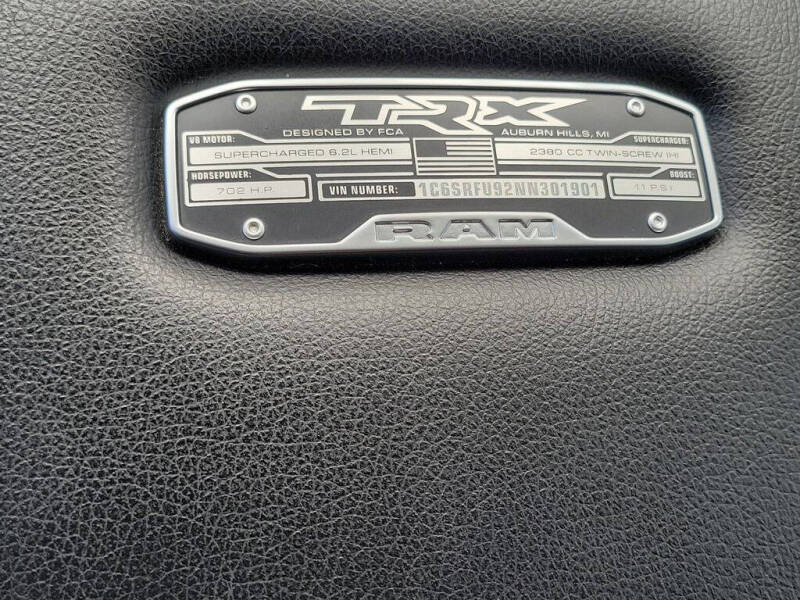 TRX
DESIGNED BY FCA AUBURN HILLS, MI
V8 MOTOR: SUPERCHARGER:
SUPERCHARGED 6.2L HEMI 2380 CC TWIN-SCREW IHI
HORSEPOWER: BOOST:
702 H.P. VIN NUMBER: 1C6SRFU92NN301901 11 P.S.I
RAM